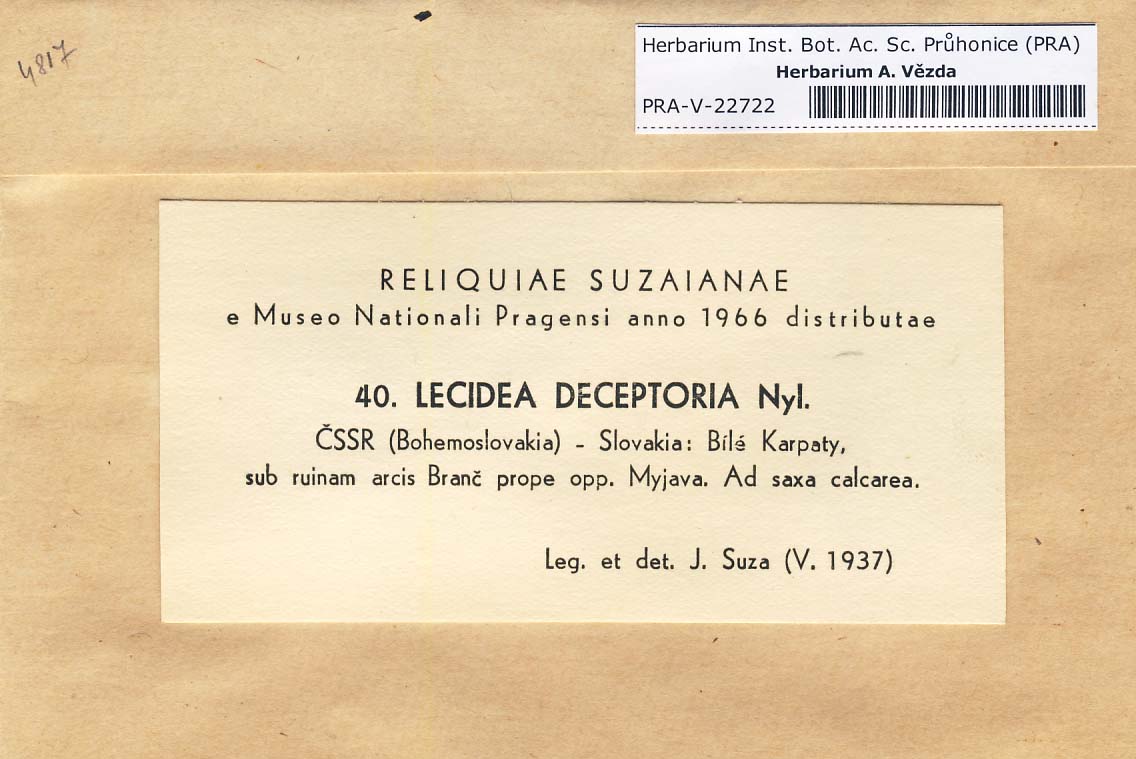 4817
Herbarium Inst. Bot. Ac. Sc. Průhonice (PRA)
Herbarium A. Vězda
PRA-V-22722
RELIQUIAE SUZAIANAE
e Museo Nationali Pragensi anno 1966 distributae
40. LECIDEA DECEPTORIA Nyl.
ČSSR (Bohemoslovakia) - Slovakia: Bílé Karpaty,
sub ruinam arcis Branč prope opp. Myjava. Ad saxa calcarea.
Leg. et det. J. Suza (V. 1937)